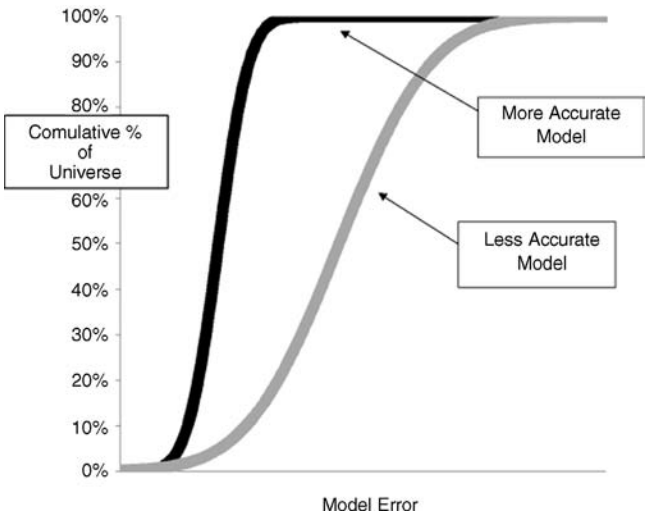 100%
90%
80%
Comulative %
of
Universe
60%
50%
40%
30%
20%
10%
0%
More Accurate
Model
Less Accurate
Model
Model Error